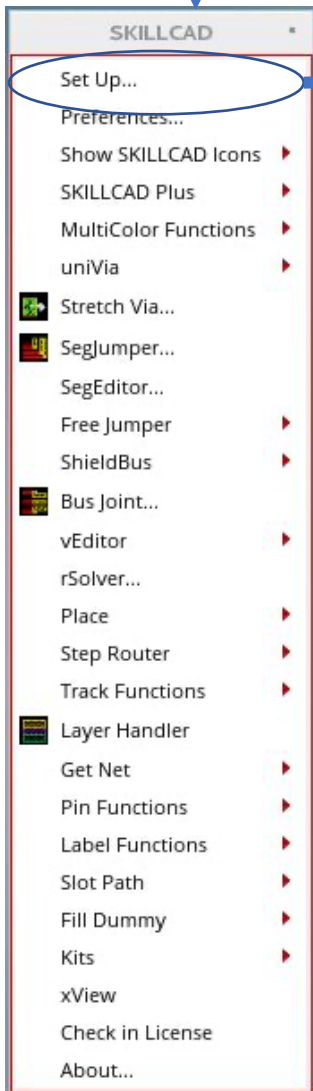 SKILLCAD
Set Up...
Preferences...
Show SKILLCAD Icons
SKILLCAD Plus
MultiColor Functions
uniVia
Stretch Via...
SegJumper...
SegEditor...
Free Jumper
ShieldBus
Bus Joint...
vEditor
rSolver...
Place
Step Router
Track Functions
Layer Handler
Get Net
Pin Functions
Label Functions
Slot Path
Fill Dummy
Kits
xView
Check in License
About...